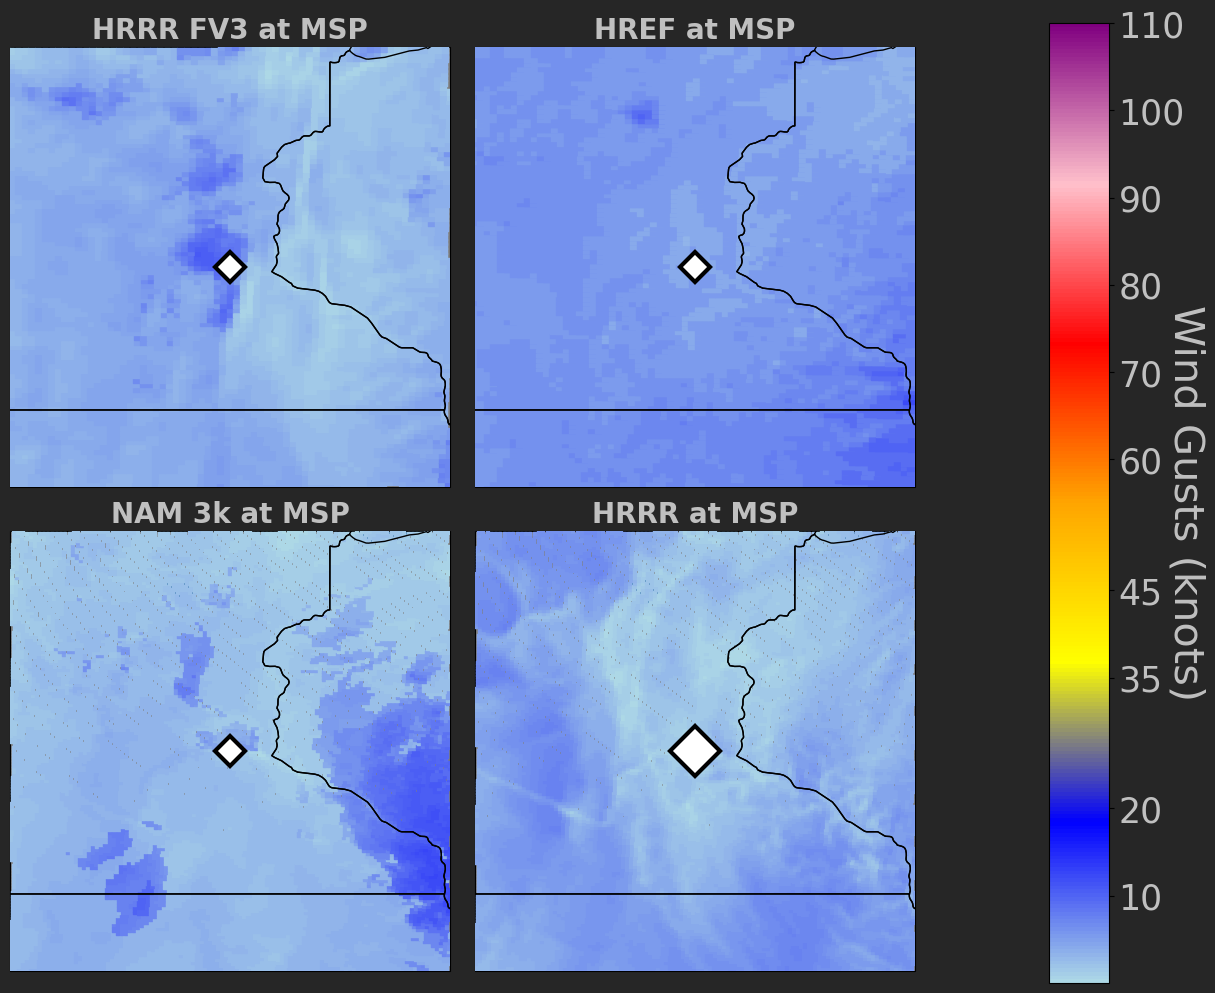 HRRR FV3 at MSP
HREF at MSP
NAM 3k at MSP
HRRR at MSP
110
100
90
80
70
60
45
35
20
10
Wind Gusts (knots)